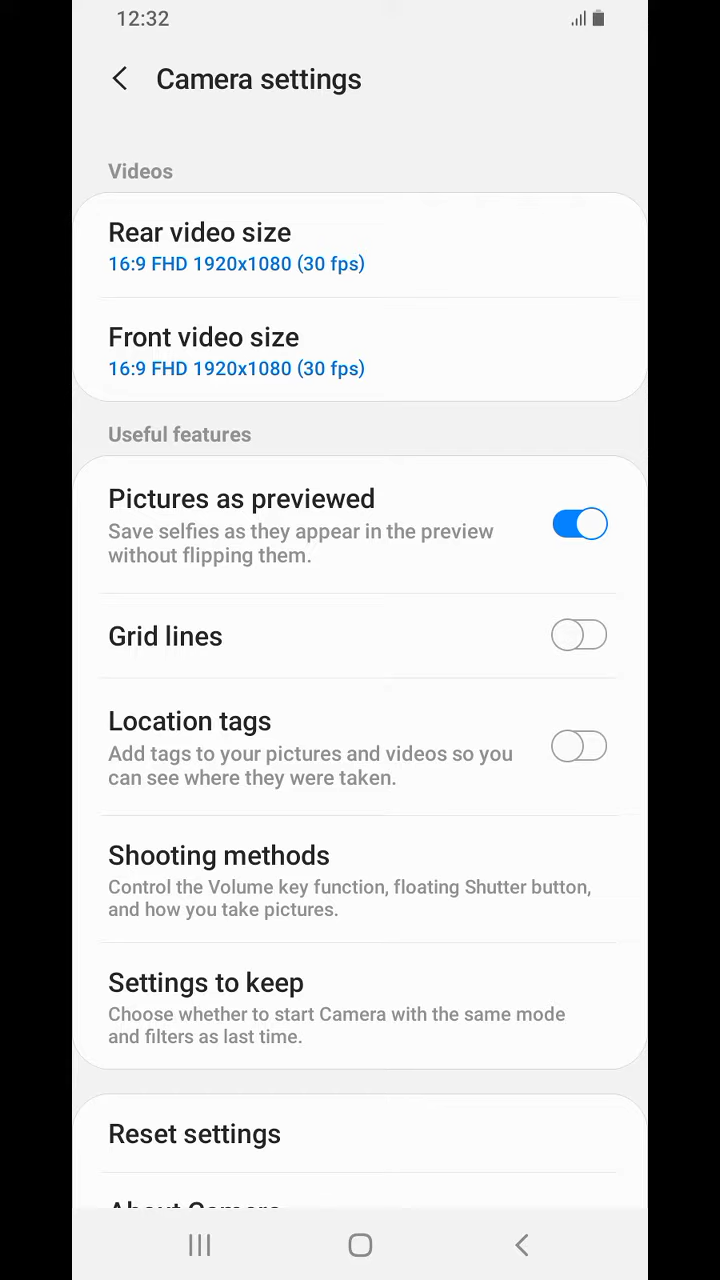 12:32
Camera settings
Videos
Rear video size
16:9 FHD 1920x1080 (30 fps)
Front video size
16:9 FHD 1920x1080 (30 fps)
Useful features
Pictures as previewed
Save selfies as they appear in the preview
without flipping them.
Grid lines
Location tags
Add tags to your pictures and videos so you
can see where they were taken.
Shooting methods
Control the Volume key function, floating Shutter button,
and how you take pictures.
Settings to keep
Choose whether to start Camera with the same mode
and filters as last time.
Reset settings
About Camera